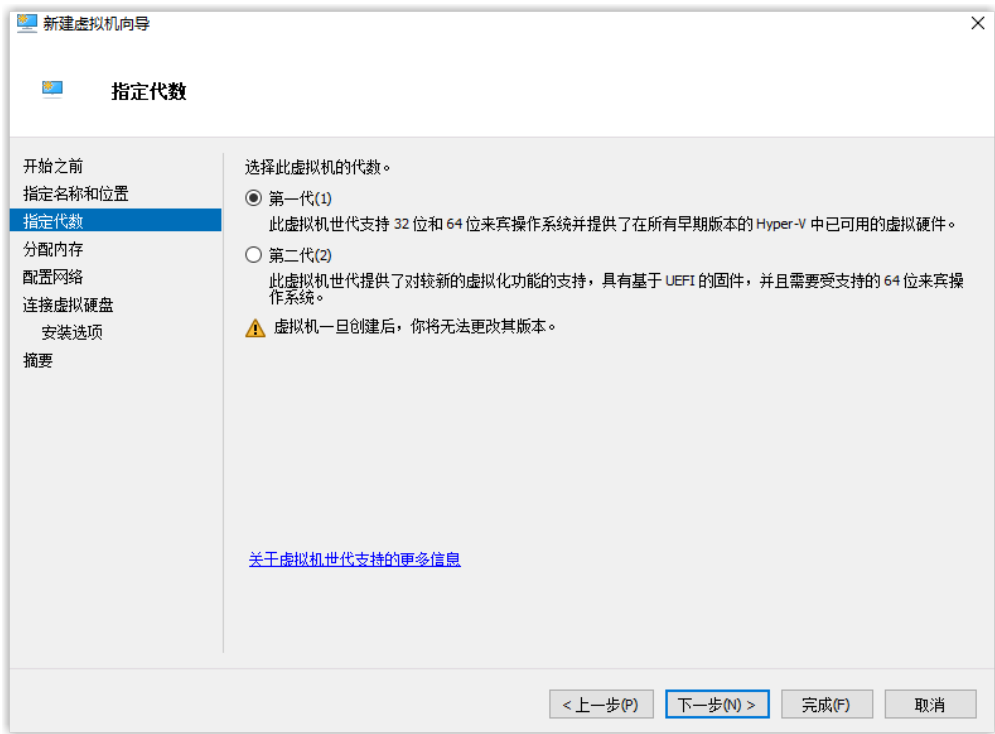 新建虚拟机向导
指定代数
开始之前
指定名称和位置
指定代数
分配内存
配置网络
连接虚拟硬盘
安装选项
摘要
选择此虚拟机的代数。
第一代(1)
此虚拟机世代支持 32 位和 64 位来宾操作系统并提供了在所有早期版本的 Hyper-V 中已可用的虚拟硬件。
第二代(2)
此虚拟机世代提供了对较新的虚拟化功能的支持，具有基于 UEFI 的固件，并且需要受支持的 64 位来宾操
作系统。
虚拟机一旦创建后，你将无法更改其版本。
关于虚拟机世代支持的更多信息
< 上一步(P)
下一步(N) >
完成(F)
取消